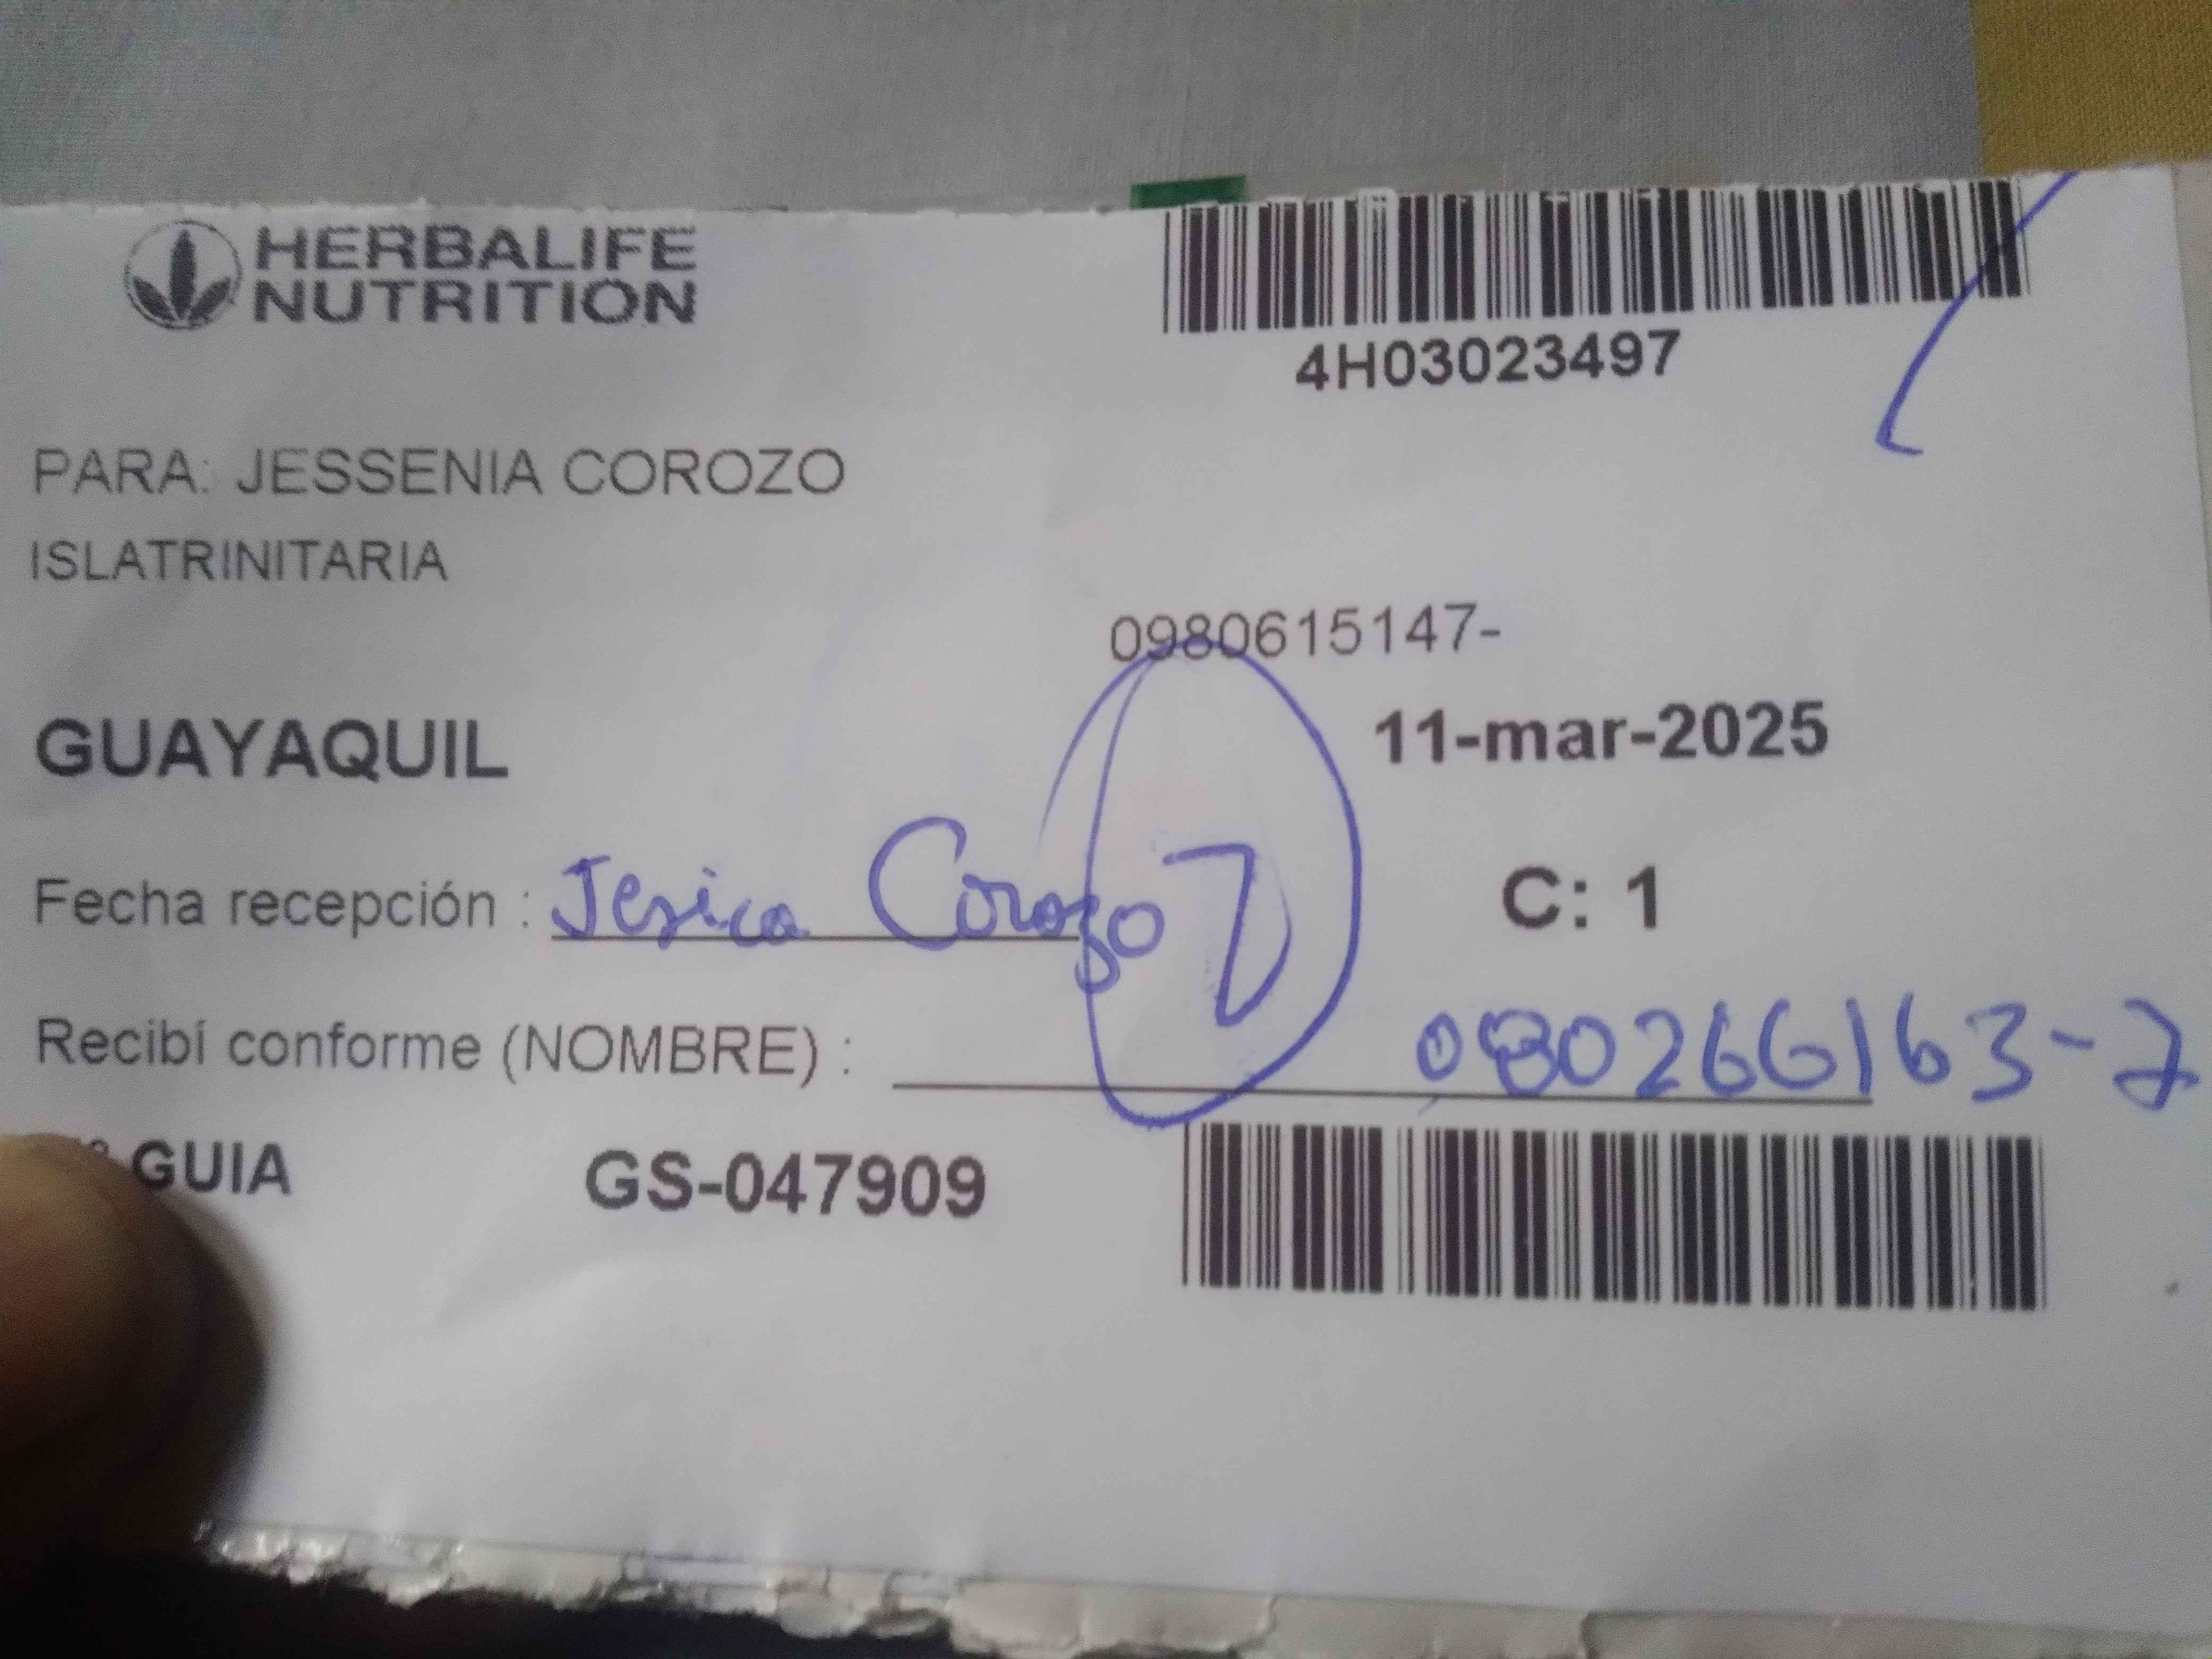 HERBALIFE
NUTRITION
4H03023497
PARA: JESSENIA COROZO
ISLATRINITARIA
0980615147-
GUAYAQUIL
11-mar-2025
Fecha recepción : Jesica Corozo
C: 1
Recibí conforme (NOMBRE) : 080266163-2
GUIA GS-047909